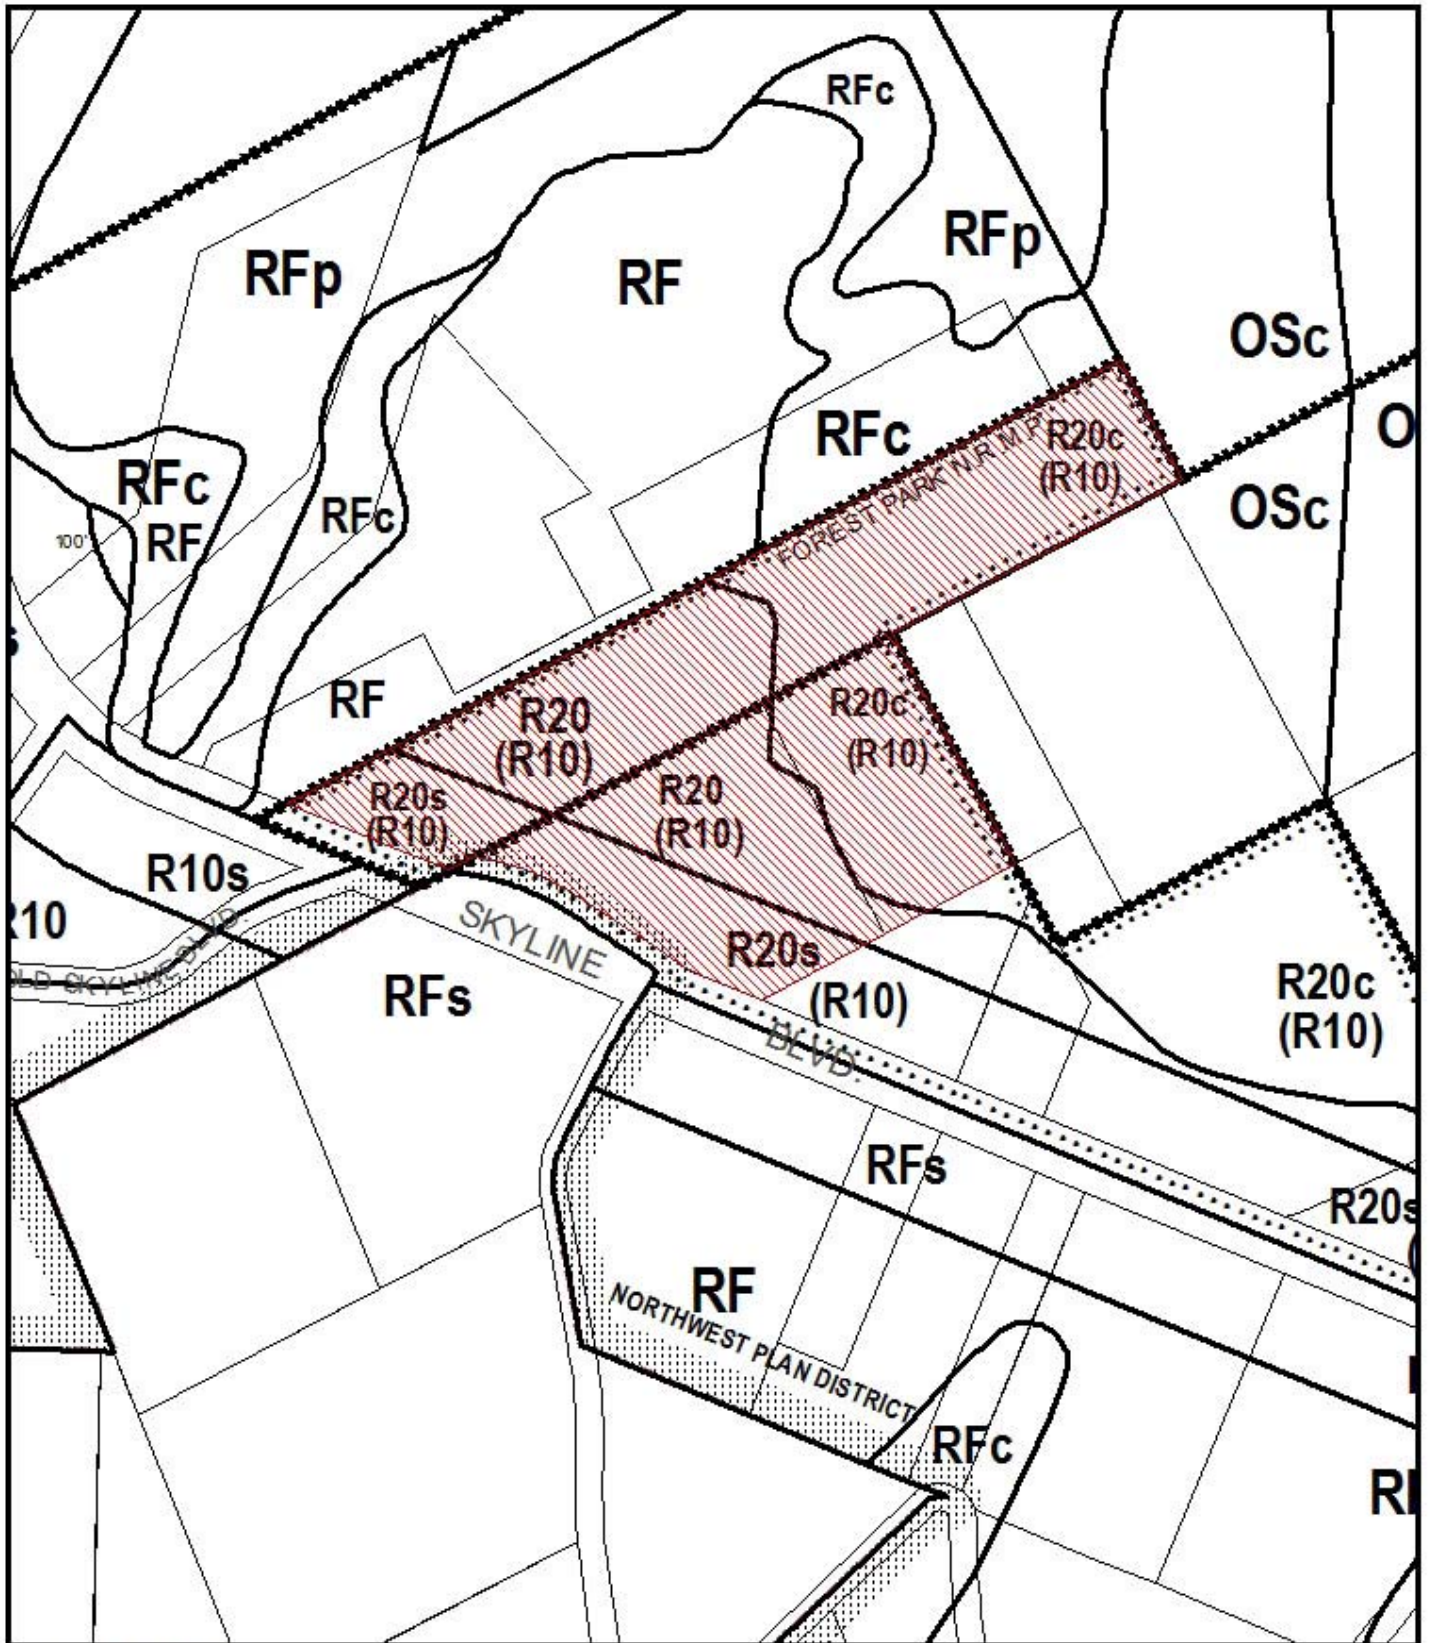 RFc
RFp
RFp
RF
OSc
O
RFc
R20c
(R10)
FOREST PARK N.R.M.P.
RFc
RFc
OSc
100'
RF
s
RF
R20
(R10)
R20c
(R10)
R20s
(R10)
R20
(R10)
R10s
R10
SKYLINE
OLD SKYLINE BLVD
R20s
(R10)
RFs
R20c
(R10)
BLVD.
RFs
R20s
(
RF
NORTHWEST PLAN DISTRICT
RFc